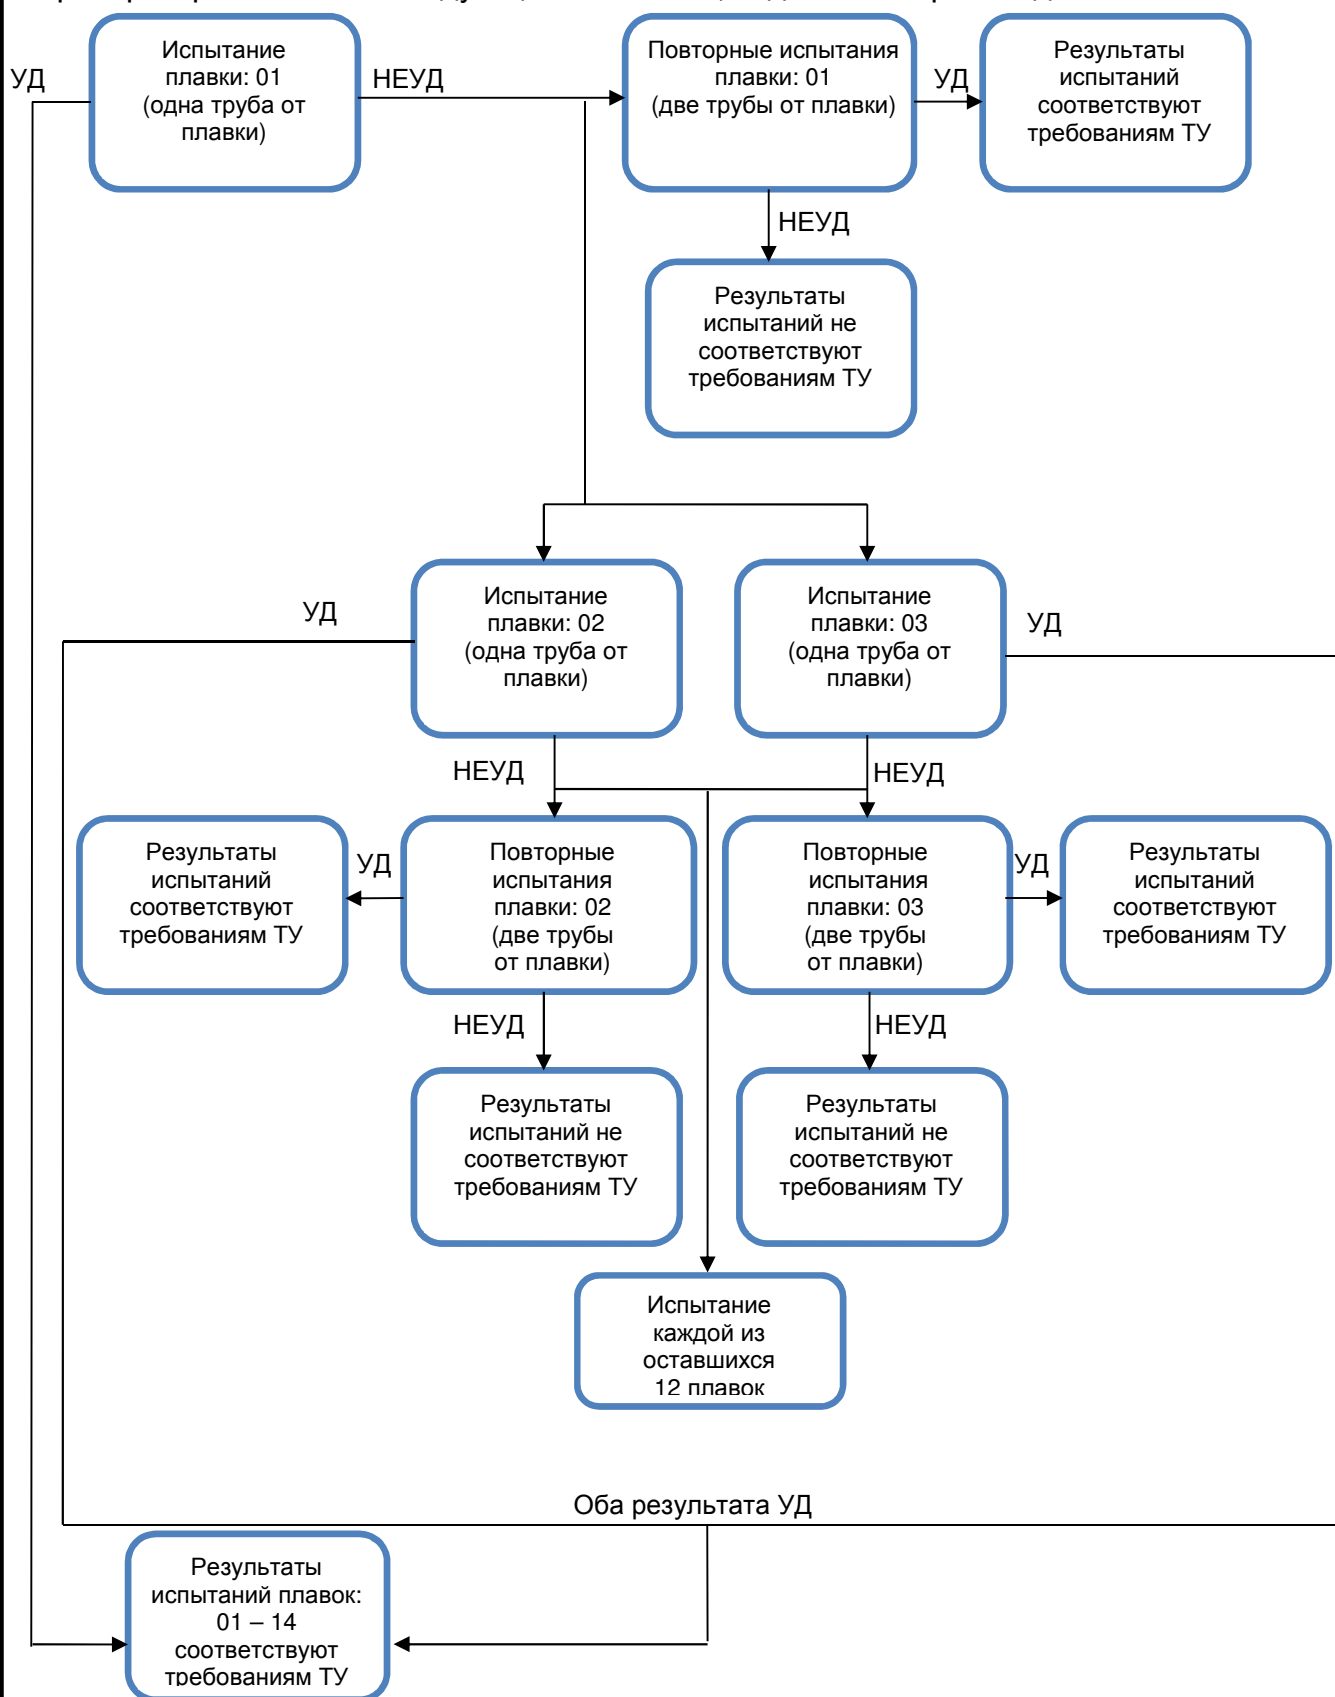 Испытание
плавки: 01
(одна труба от
плавки)
УД
НЕУД
Повторные испытания
плавки: 01
(две трубы от плавки)
УД
Результаты
испытаний
соответствуют
требованиям ТУ
НЕУД
Результаты
испытаний не
соответствуют
требованиям ТУ
УД
Испытание
плавки: 02
(одна труба от
плавки)
Испытание
плавки: 03
(одна труба от
плавки)
УД
НЕУД
НЕУД
Результаты
испытаний
соответствуют
требованиям ТУ
УД
Повторные
испытания
плавки: 02
(две трубы
от плавки)
Повторные
испытания
плавки: 03
(две трубы
от плавки)
УД
Результаты
испытаний
соответствуют
требованиям ТУ
НЕУД
НЕУД
Результаты
испытаний не
соответствуют
требованиям ТУ
Результаты
испытаний не
соответствуют
требованиям ТУ
Испытание
каждой из
оставшихся
12 плавок
Оба результата УД
Результаты
испытаний плавок:
01 – 14
соответствуют
требованиям ТУ